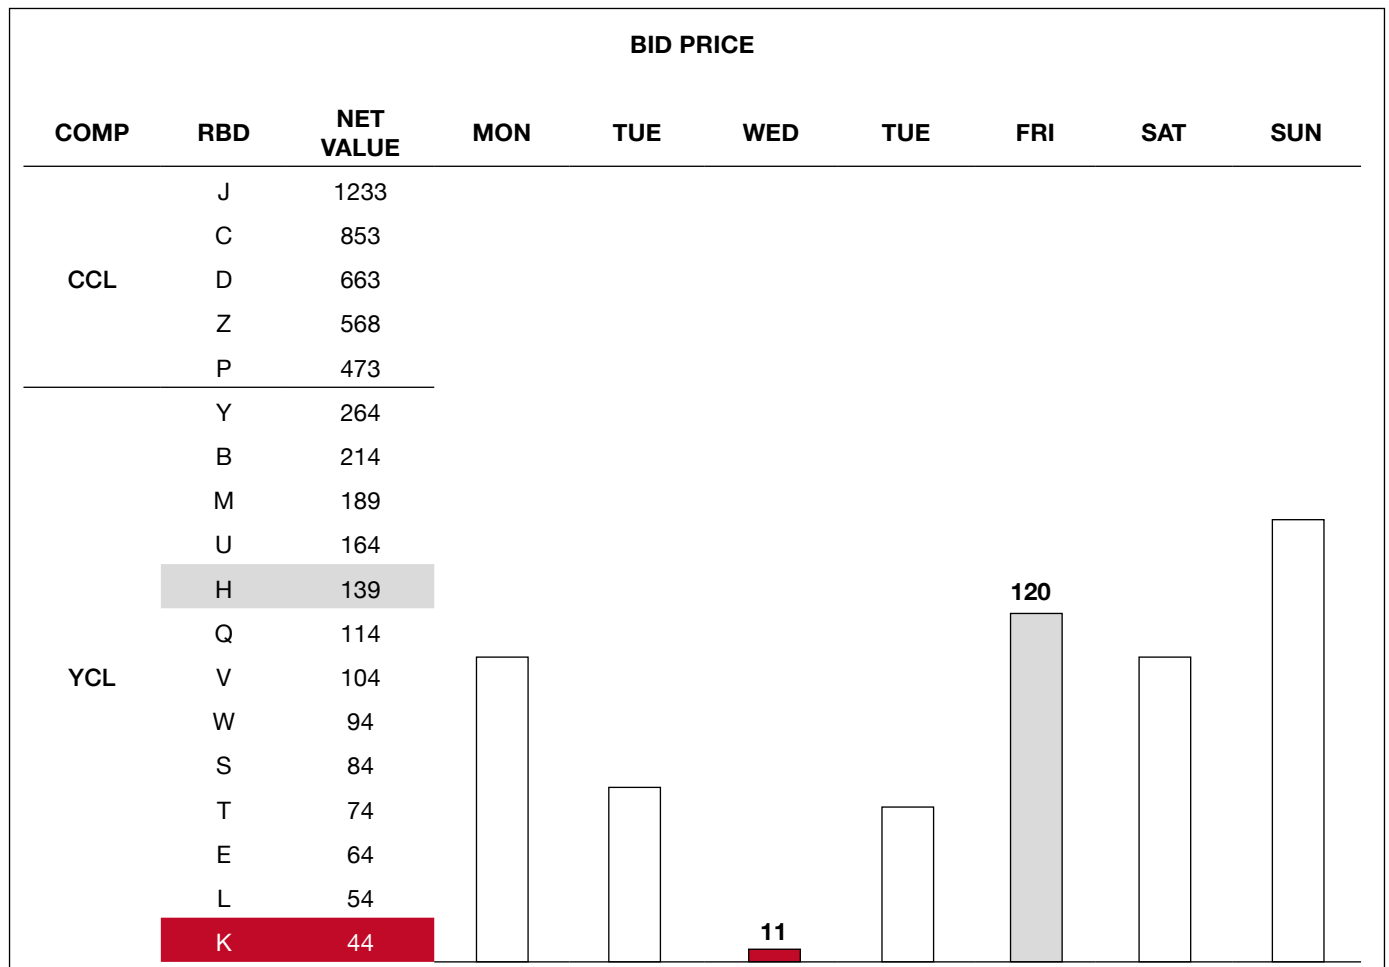 BID PRICE
COMP RBD NET VALUE MON TUE WED TUE FRI SAT SUN
J 1233
C 853
CCL D 663
Z 568
P 473
Y 264
B 214
M 189
U 164
H 139 120
Q 114
YCL V 104
W 94
S 84
T 74
E 64
L 54
K 44 11